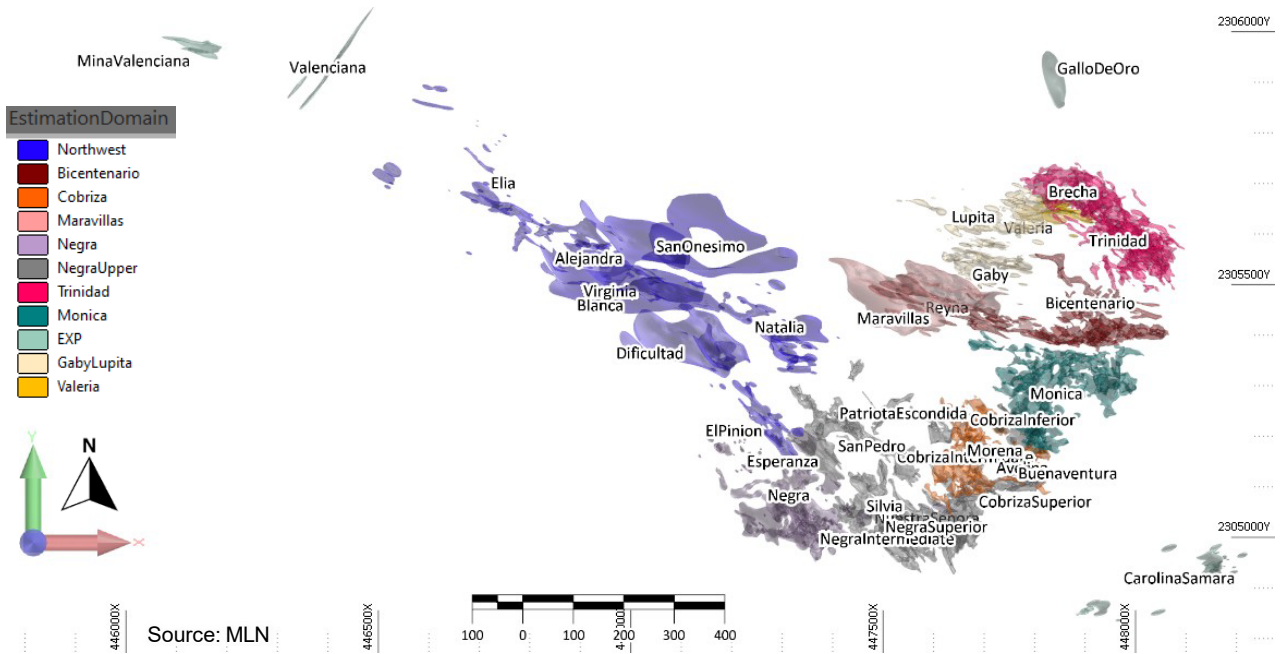 2306000Y
MinaValenciana
Valenciana
GalloDeOro
EstimationDomain
Northwest
Bicentenario
Cobriza
Maravillas
Negra
NegraUpper
Trinidad
Monica
EXP
GabyLupita
Valeria
Elia
Brecha
Lupita
Valeria
SanOnesimo
Trinidad
Alejandra
Gaby
2305500Y
Virginia
Blanca
Bicentenario
Reyna
Maravillas
Natalia
Dificultad
Monica
PatriotaEscondida
CobrizaInferior
ElPinion
SanPedro
Morena
Esperanza
Buenaventura
Negra
CobrizaSuperior
Silvia
NegraSuperior
NegraIntermediate
2305000Y
CarolinaSamara
Y
N
X
446000X
446500X
447500X
448000X
Source: MLN
100 0 100 200 300 400